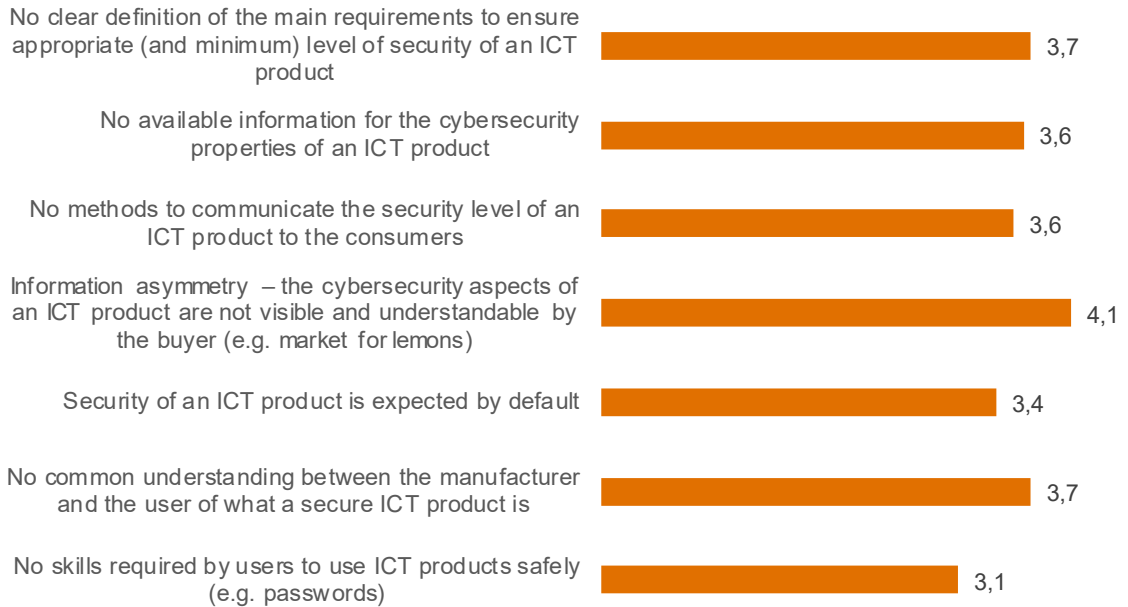 No clear definition of the main requirements to ensure
appropriate (and minimum) level of security of an ICT
product
3,7
No available information for the cybersecurity
properties of an ICT product
3,6
No methods to communicate the security level of an
ICT product to the consumers
3,6
Information asymmetry – the cybersecurity aspects of
an ICT product are not visible and understandable by
the buyer (e.g. market for lemons)
4,1
Security of an ICT product is expected by default
3,4
No common understanding between the manufacturer
and the user of what a secure ICT product is
3,7
No skills required by users to use ICT products safely
(e.g. passwords)
3,1